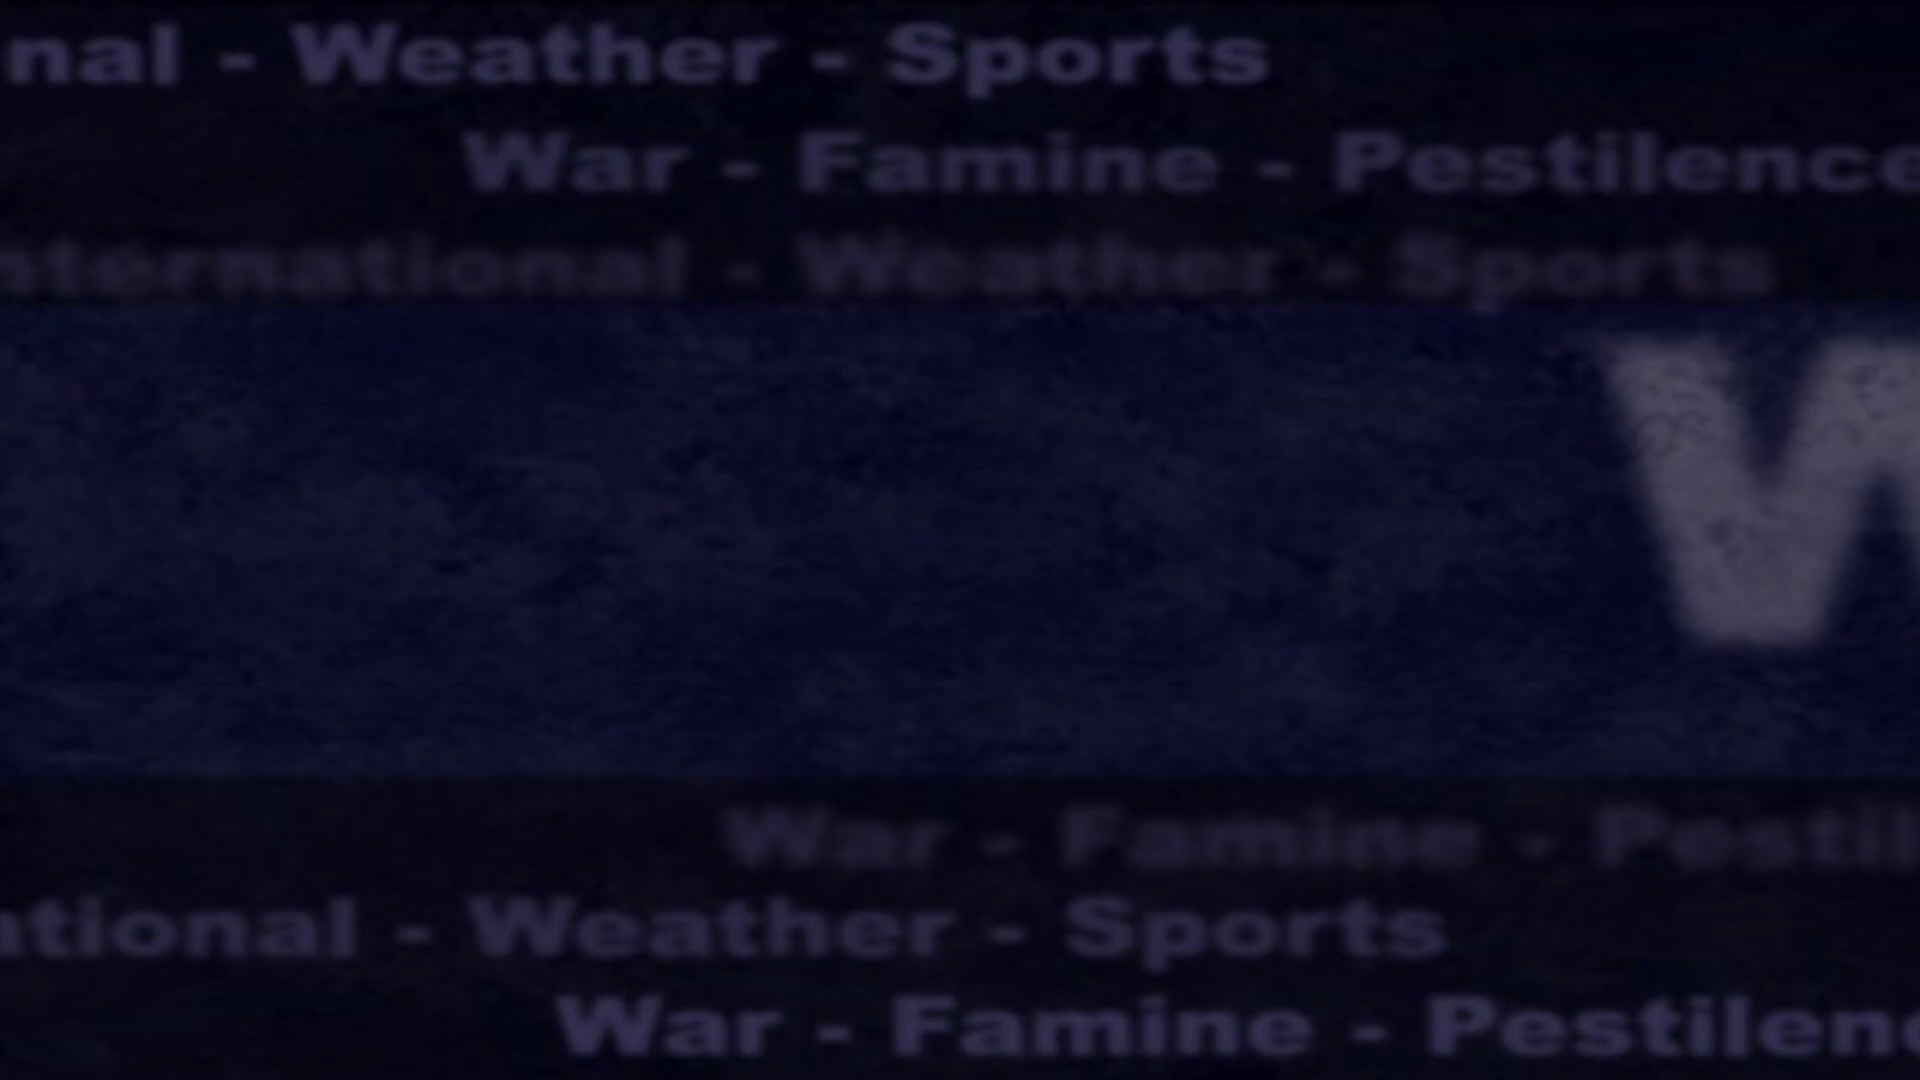 nal - Weather - Sports
War - Famine - Pestilence
nternational - Weather - Sports
W
War - Famine - Pestil
ational - Weather - Sports
War - Famine - Pestilenc